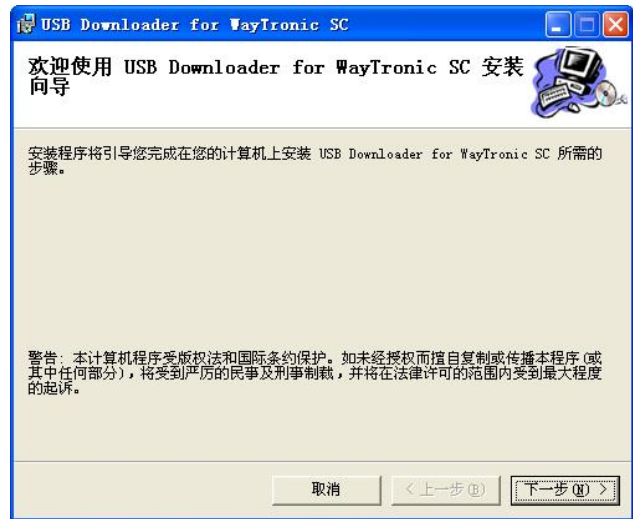 USB Downloader for WayTronic SC
欢迎使用 USB Downloader for WayTronic SC 安装
向导
安装程序将引导您完成在您的计算机上安装 USB Downloader for WayTronic SC 所需的
步骤。
警告: 本计算机程序受版权法和国际条约保护。如未经授权而擅自复制或传播本程序(或
其中任何部分)，将受到严厉的民事及刑事制裁，并将在法律许可的范围内受到最大程度
的起诉。
取消
< 上一步(B)
下一步(N) >